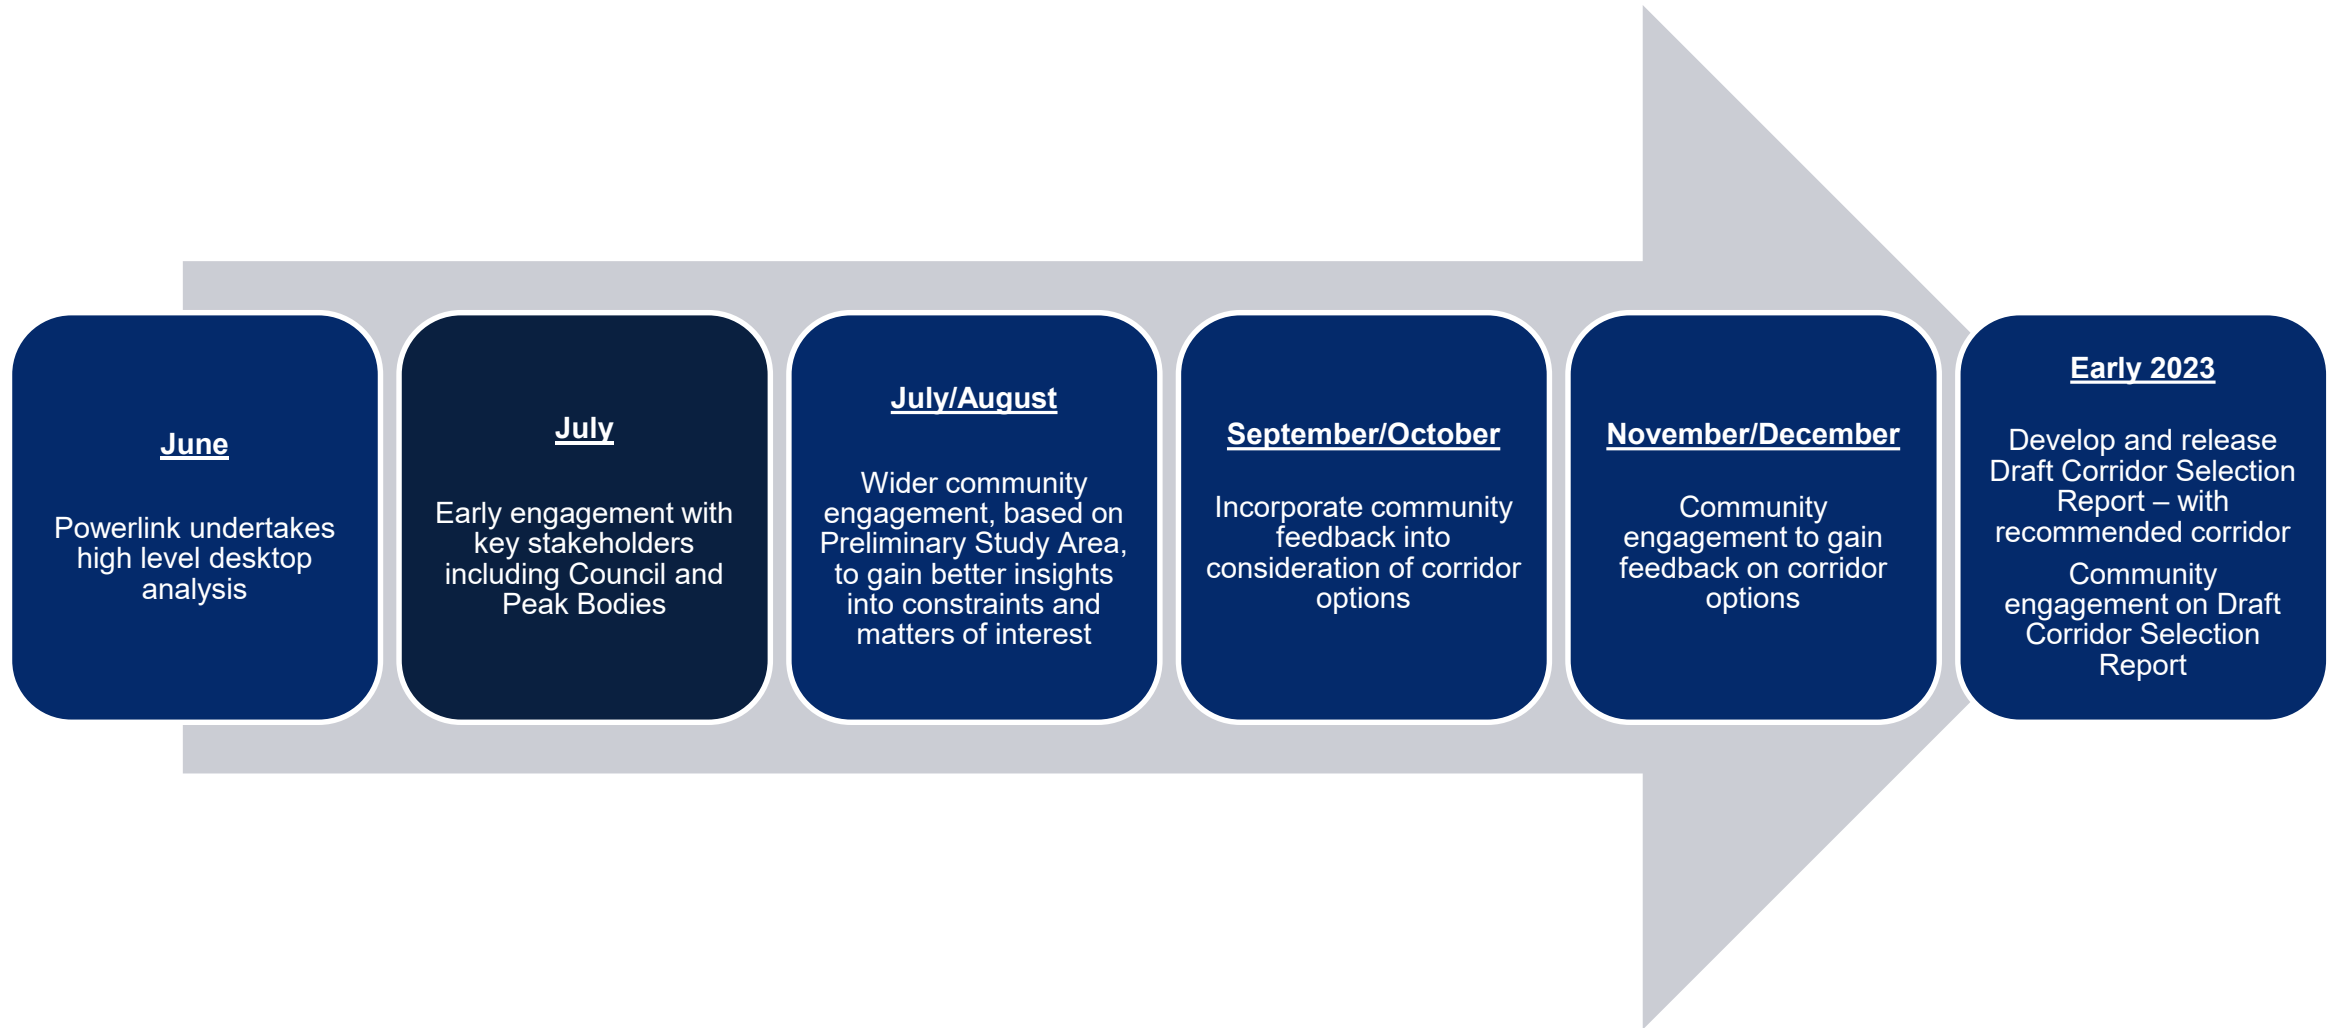 June
Powerlink undertakes
high level desktop
analysis
July
Early engagement with
key stakeholders
including Council and
Peak Bodies
July/August
Wider community
engagement, based on
Preliminary Study Area,
to gain better insights
into constraints and
matters of interest
September/October
Incorporate community
feedback into
consideration of corridor
options
November/December
Community
engagement to gain
feedback on corridor
options
Early 2023
Develop and release
Draft Corridor Selection
Report – with
recommended corridor
Community
engagement on Draft
Corridor Selection
Report